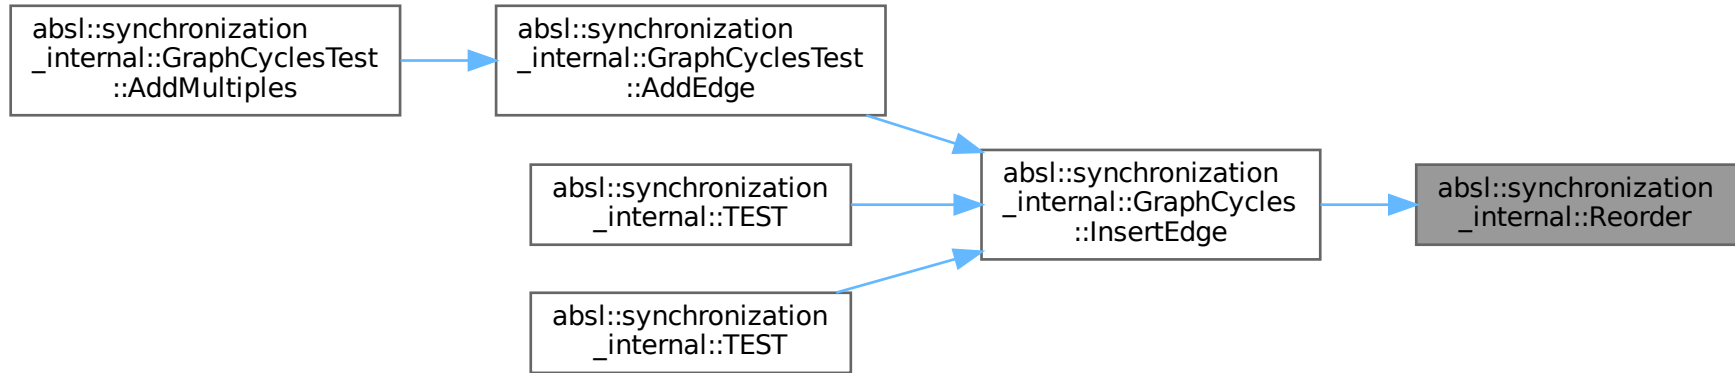 absl::synchronization
_internal::GraphCyclesTest
::AddMultiples
absl::synchronization
_internal::GraphCyclesTest
::AddEdge
absl::synchronization
_internal::TEST
absl::synchronization
_internal::TEST
absl::synchronization
_internal::GraphCycles
::InsertEdge
absl::synchronization
_internal::Reorder